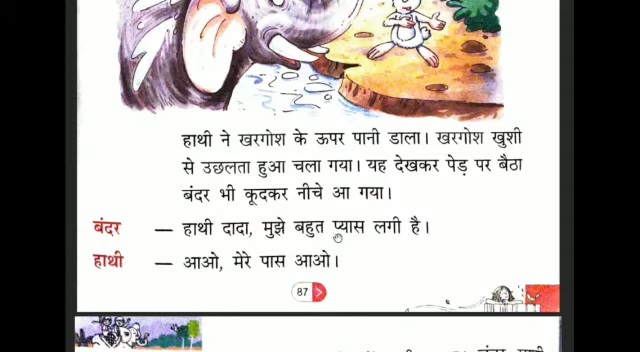 हाथी ने खरगोश के ऊपर पानी डाला। खरगोश खुशी
से उछलता हुआ चला गया। यह देखकर पेड़ पर बैठा
बंदर भी कूदकर नीचे आ गया।
बंदर — हाथी दादा, मुझे बहुत प्यास लगी है।
हाथी — आओ, मेरे पास आओ।
87